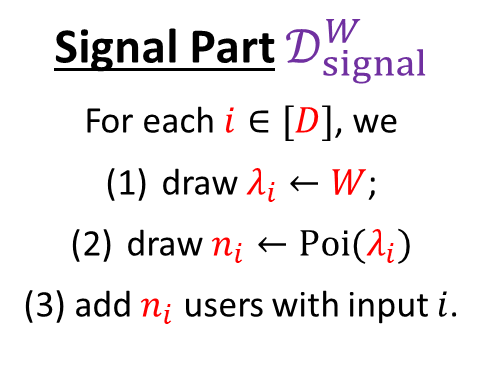 Signal Part 𝒟^W_signal
For each i ∈ [D], we
(1) draw λ_i ← W;
(2) draw n_i ← Poi(λ_i)
(3) add n_i users with input i.